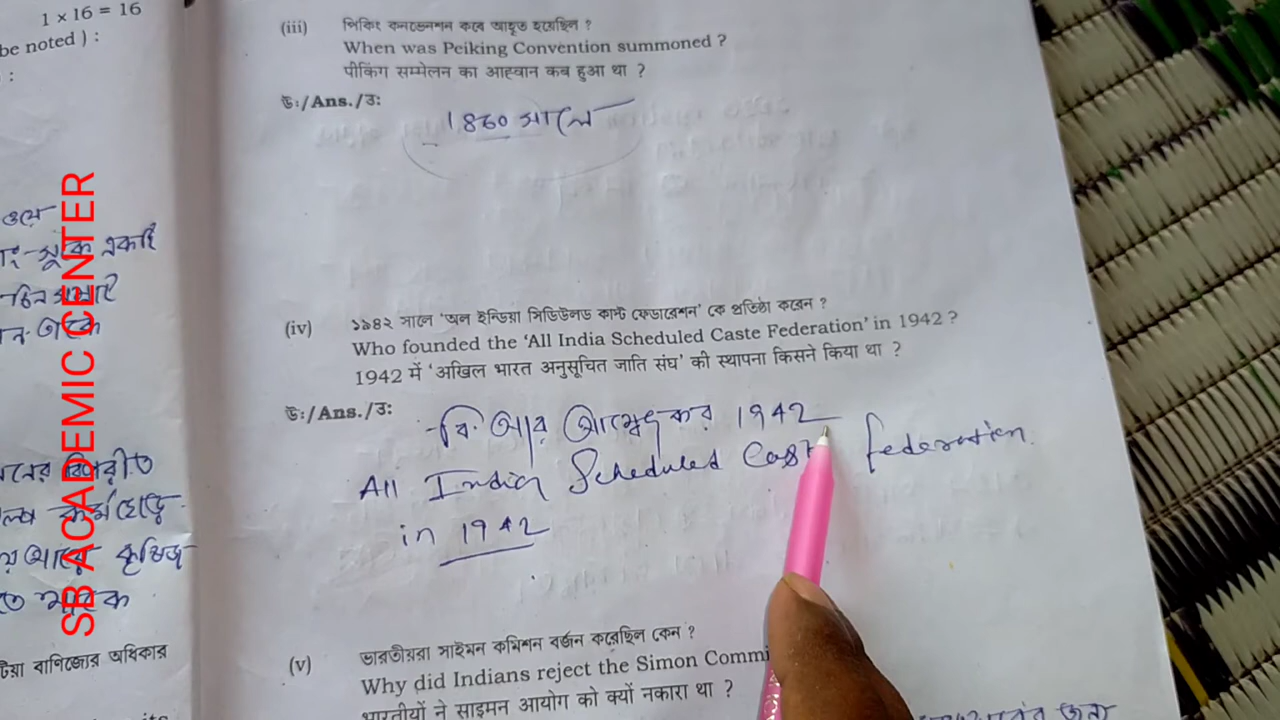 1 × 16 = 16
be noted ) :
:
SB ACADEMIC CENTER
(iii) পিকিং কনভেনশন কবে আহূত হয়েছিল ?
When was Peiking Convention summoned ?
पीकिंग सम्मेलन का आह्वान कब हुआ था ?
উঃ/Ans./उ:
1860 সালে
(iv) ১৯৪২ সালে 'অল ইন্ডিয়া সিডিউলড কাস্ট ফেডারেশন' কে প্রতিষ্ঠা করেন ?
Who founded the 'All India Scheduled Caste Federation' in 1942 ?
1942 में 'अखिल भारत अनुसूचित जाति संघ' की स्थापना किसने किया था ?
উঃ/Ans./उ:
বি. আর আম্বেদকর 1942
All India Scheduled Cast federation.
in 1942
একই
টিয়া বাণিজ্যের অধিকার
(v) ভারতীয়রা সাইমন কমিশন বর্জন করেছিল কেন ?
Why did Indians reject the Simon Commi
भारतीयों ने साइमन आयोग को क्यों नकारा था ?